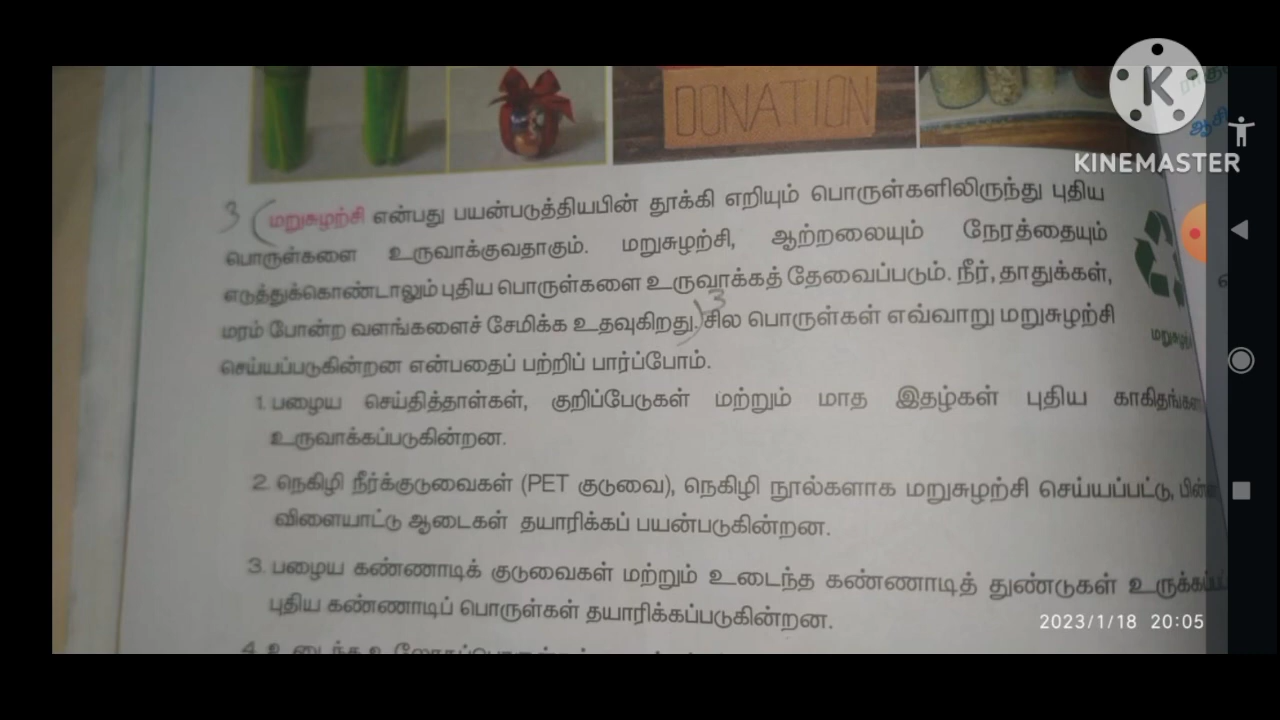 DONATION
KINEMASTER
3 (மறுசுழற்சி என்பது பயன்படுத்தியபின் தூக்கி எறியும் பொருள்களிலிருந்து புதிய
பொருள்களை உருவாக்குவதாகும். மறுசுழற்சி, ஆற்றலையும் நேரத்தையும்
எடுத்துக்கொண்டாலும் புதிய பொருள்களை உருவாக்கத் தேவைப்படும். நீர், தாதுக்கள்,
மரம் போன்ற வளங்களைச் சேமிக்க உதவுகிறது.)3 சில பொருள்கள் எவ்வாறு மறுசுழற்சி
செய்யப்படுகின்றன என்பதைப் பற்றிப் பார்ப்போம்.
1. பழைய செய்தித்தாள்கள், குறிப்பேடுகள் மற்றும் மாத இதழ்கள் புதிய
உருவாக்கப்படுகின்றன.
2. நெகிழி நீர்க்குடுவைகள் (PET குடுவை), நெகிழி நூல்களாக மறுசுழற்சி செய்யப்பட்டு,
விளையாட்டு ஆடைகள் தயாரிக்கப் பயன்படுகின்றன.
3. பழைய கண்ணாடிக் குடுவைகள் மற்றும் உடைந்த கண்ணாடித் துண்டுகள்
புதிய கண்ணாடிப் பொருள்கள் தயாரிக்கப்படுகின்றன.
2023/1/18 20:05